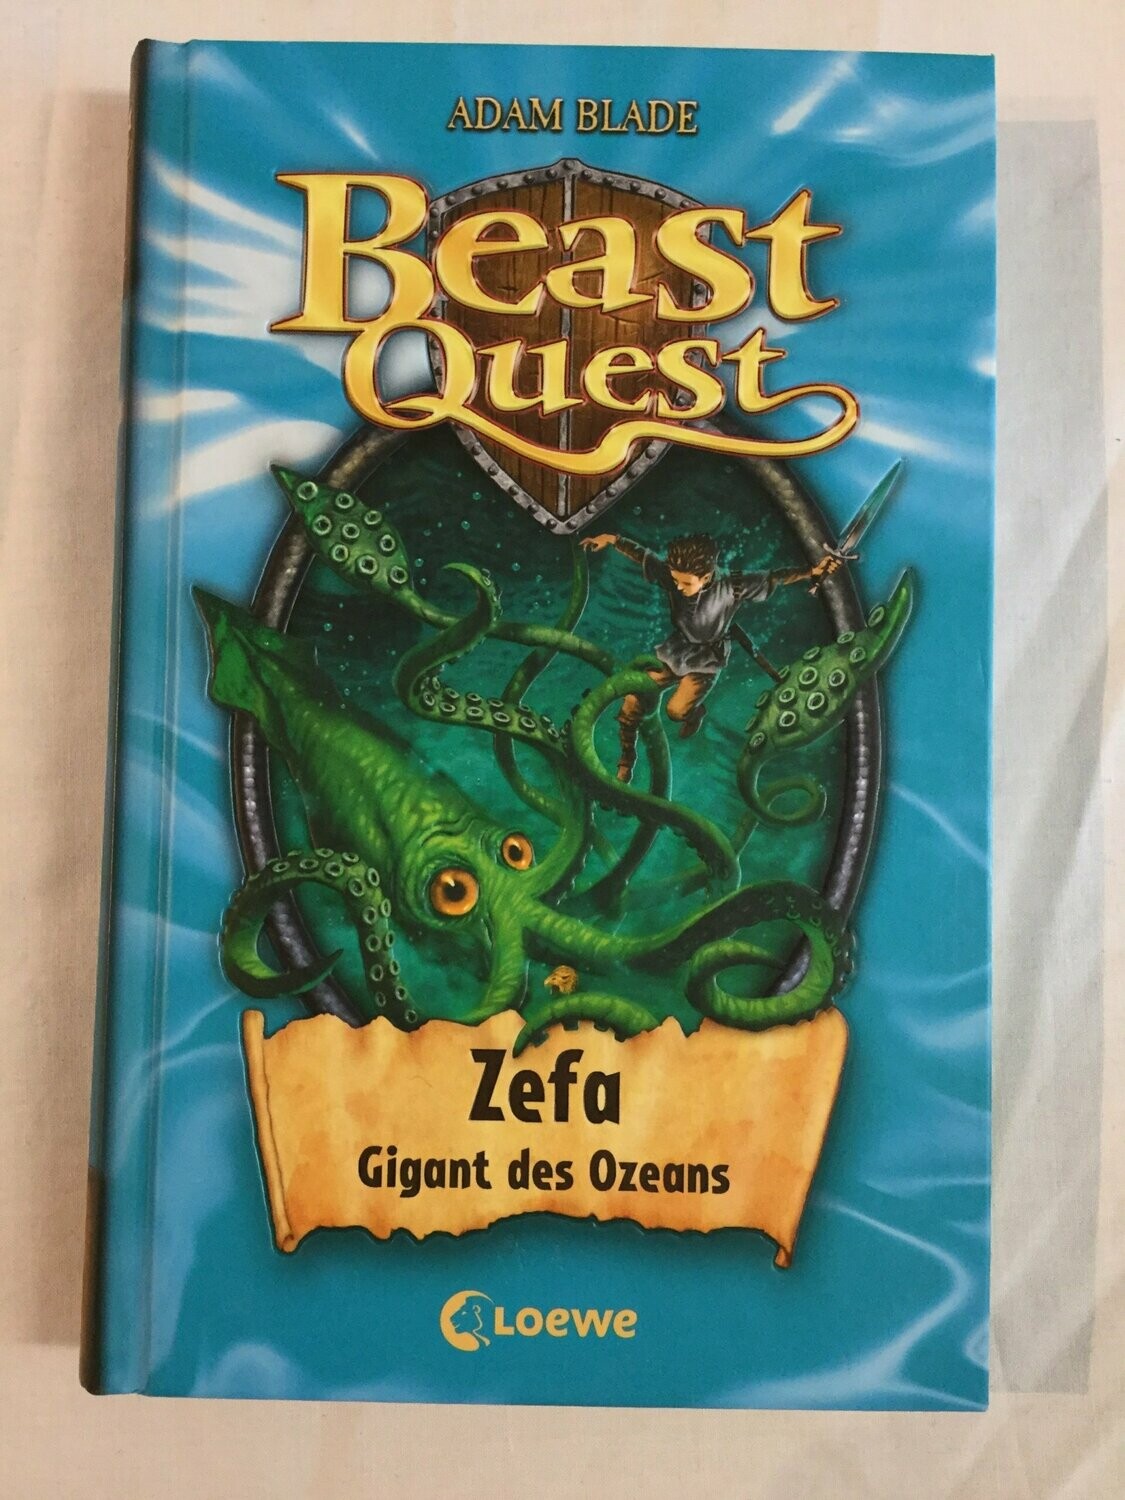 ADAM BLADE
Beast
Quest
Zefa
Gigant des Ozeans
Loewe